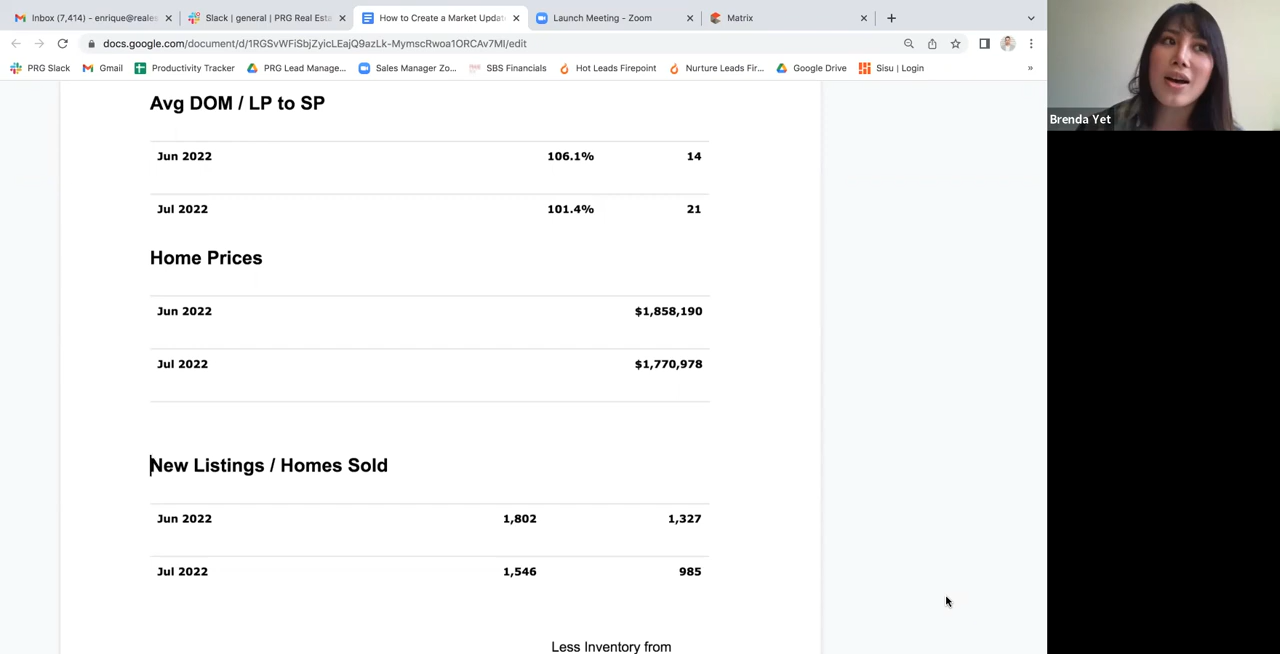 Inbox (7,414) - enrique@reales
Slack | general | PRG Real Esta
How to Create a Market Updat
Launch Meeting - Zoom
Matrix
docs.google.com/document/d/1RGSvWFiSbjZyicLEajQ9azLk-MymscRwoa1ORCAv7MI/edit
PRG Slack
Gmail
Productivity Tracker
PRG Lead Manage...
Sales Manager Zo...
SBS Financials
Hot Leads Firepoint
Nurture Leads Fir...
Google Drive
Sisu | Login
»
Brenda Yet
Avg DOM / LP to SP
Jun 2022 106.1% 14
Jul 2022 101.4% 21
Home Prices
Jun 2022 $1,858,190
Jul 2022 $1,770,978
New Listings / Homes Sold
Jun 2022 1,802 1,327
Jul 2022 1,546 985
Less Inventory from